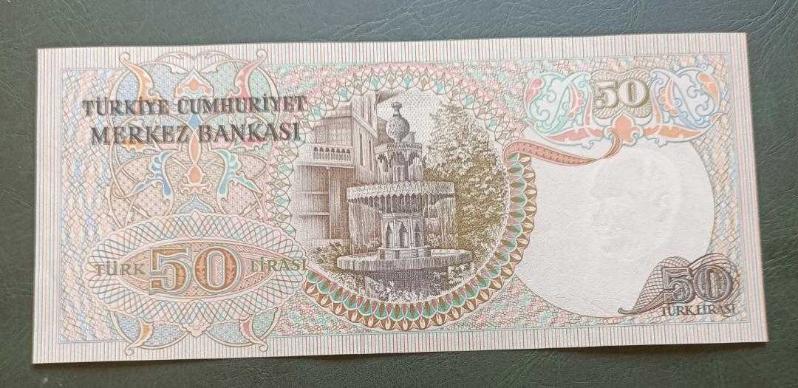 TÜRKİYE CUMHURİYET
MERKEZ BANKASI
50
TÜRK 50 LİRASI
50
TÜRK LİRASI